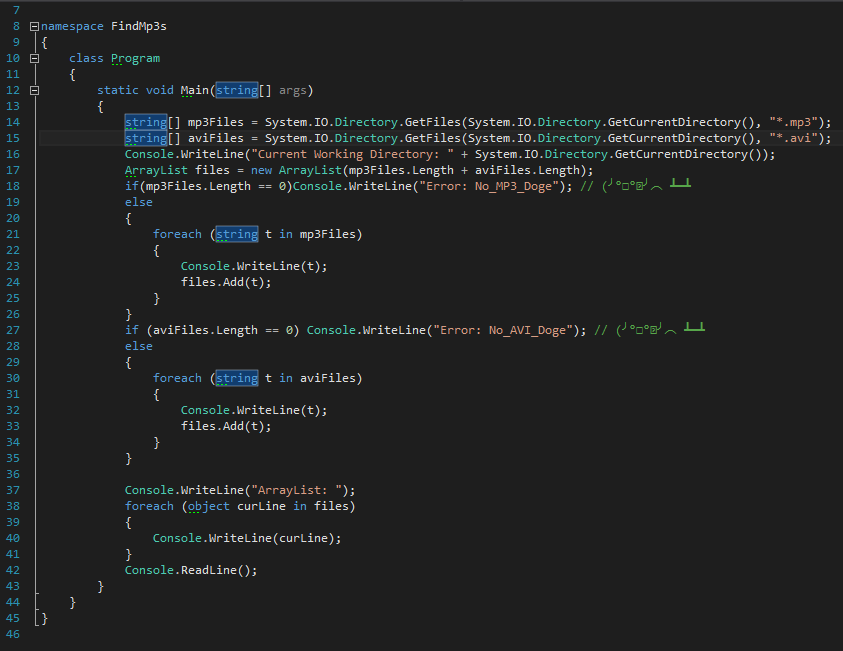 7
8 namespace FindMp3s
9 {
10 class Program
11 {
12 static void Main(string[] args)
13 {
14 string[] mp3Files = System.IO.Directory.GetFiles(System.IO.Directory.GetCurrentDirectory(), "*.mp3");
15 string[] aviFiles = System.IO.Directory.GetFiles(System.IO.Directory.GetCurrentDirectory(), "*.avi");
16 Console.WriteLine("Current Working Directory: " + System.IO.Directory.GetCurrentDirectory());
17 ArrayList files = new ArrayList(mp3Files.Length + aviFiles.Length);
18 if(mp3Files.Length == 0)Console.WriteLine("Error: No_MP3_Doge"); // (╯°□°）╯︵ ┻━┻
19 else
20 {
21 foreach (string t in mp3Files)
22 {
23 Console.WriteLine(t);
24 files.Add(t);
25 }
26 }
27 if (aviFiles.Length == 0) Console.WriteLine("Error: No_AVI_Doge"); // (╯°□°）╯︵ ┻━┻
28 else
29 {
30 foreach (string t in aviFiles)
31 {
32 Console.WriteLine(t);
33 files.Add(t);
34 }
35 }
36
37 Console.WriteLine("ArrayList: ");
38 foreach (object curLine in files)
39 {
40 Console.WriteLine(curLine);
41 }
42 Console.ReadLine();
43 }
44 }
45 }
46